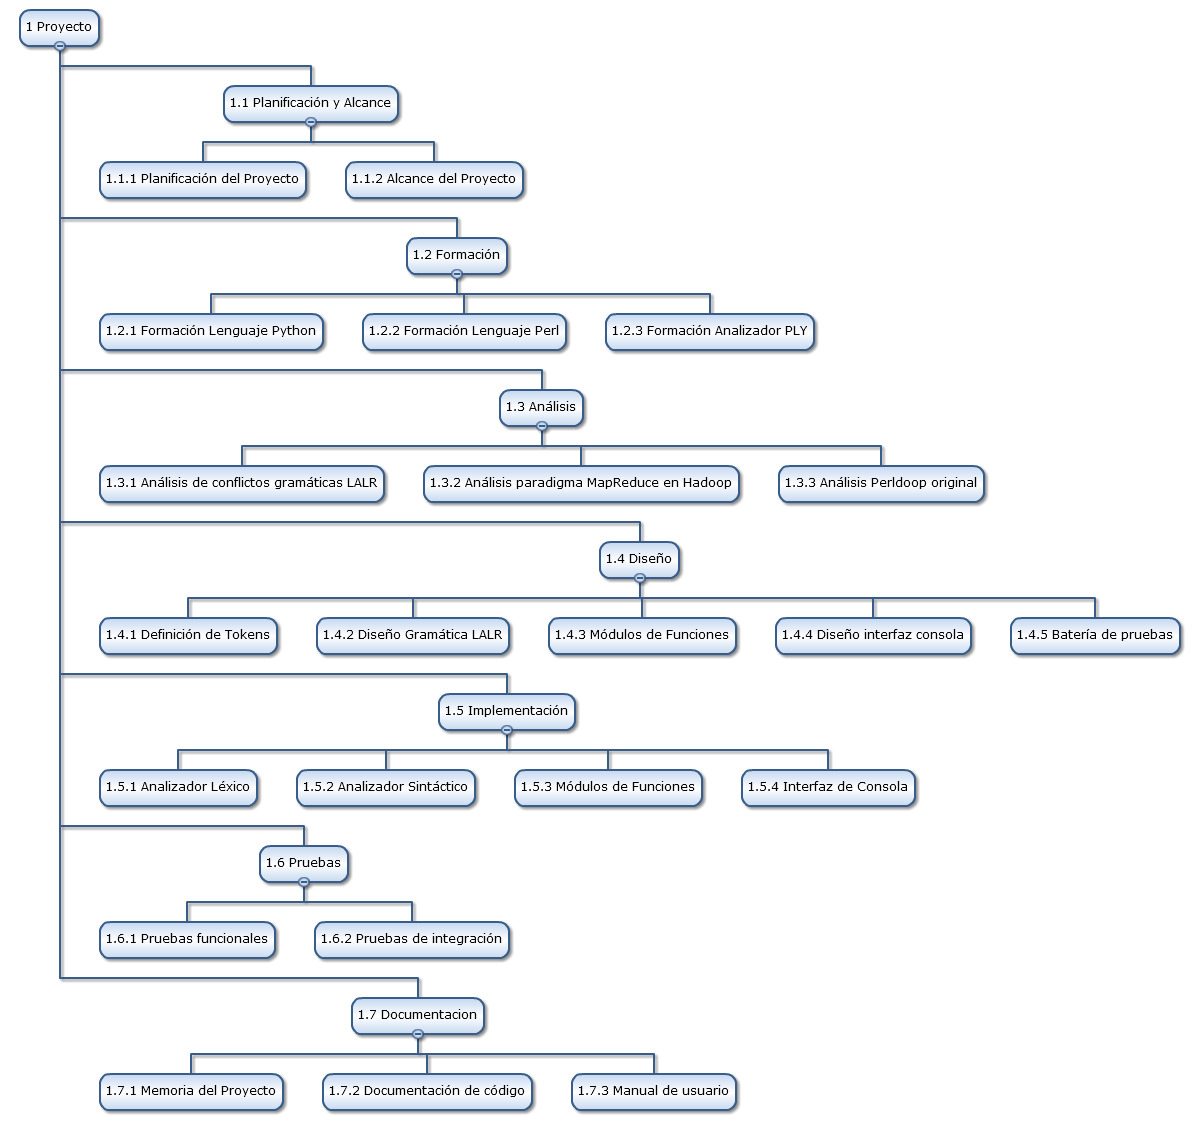 1 Proyecto
1.1 Planificación y Alcance
1.1.1 Planificación del Proyecto
1.1.2 Alcance del Proyecto
1.2 Formación
1.2.1 Formación Lenguaje Python
1.2.2 Formación Lenguaje Perl
1.2.3 Formación Analizador PLY
1.3 Análisis
1.3.1 Análisis de conflictos gramáticas LALR
1.3.2 Análisis paradigma MapReduce en Hadoop
1.3.3 Análisis Perldoop original
1.4 Diseño
1.4.1 Definición de Tokens
1.4.2 Diseño Gramática LALR
1.4.3 Módulos de Funciones
1.4.4 Diseño interfaz consola
1.4.5 Batería de pruebas
1.5 Implementación
1.5.1 Analizador Léxico
1.5.2 Analizador Sintáctico
1.5.3 Módulos de Funciones
1.5.4 Interfaz de Consola
1.6 Pruebas
1.6.1 Pruebas funcionales
1.6.2 Pruebas de integración
1.7 Documentacion
1.7.1 Memoria del Proyecto
1.7.2 Documentación de código
1.7.3 Manual de usuario